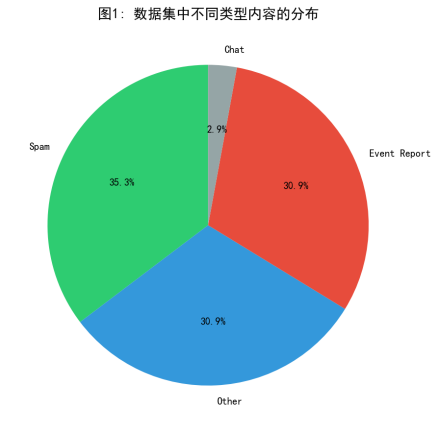 图1: 数据集中不同类型内容的分布
Chat
2.9%
Spam
Event Report
35.3%
30.9%
30.9%
Other